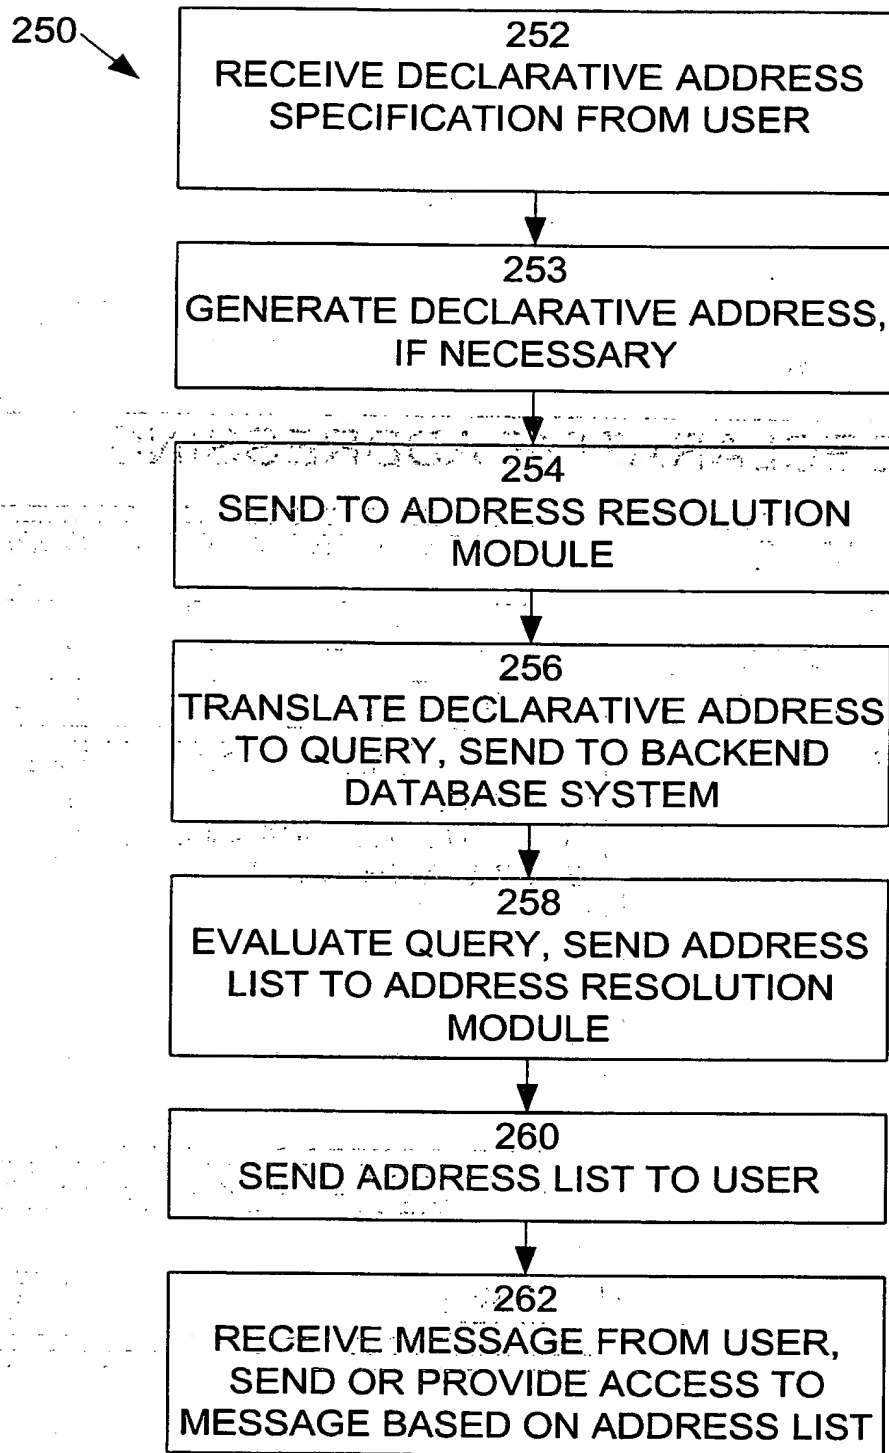 250
252
RECEIVE DECLARATIVE ADDRESS
SPECIFICATION FROM USER
253
GENERATE DECLARATIVE ADDRESS,
IF NECESSARY
254
SEND TO ADDRESS RESOLUTION
MODULE
256
TRANSLATE DECLARATIVE ADDRESS
TO QUERY, SEND TO BACKEND
DATABASE SYSTEM
258
EVALUATE QUERY, SEND ADDRESS
LIST TO ADDRESS RESOLUTION
MODULE
260
SEND ADDRESS LIST TO USER
262
RECEIVE MESSAGE FROM USER,
SEND OR PROVIDE ACCESS TO
MESSAGE BASED ON ADDRESS LIST